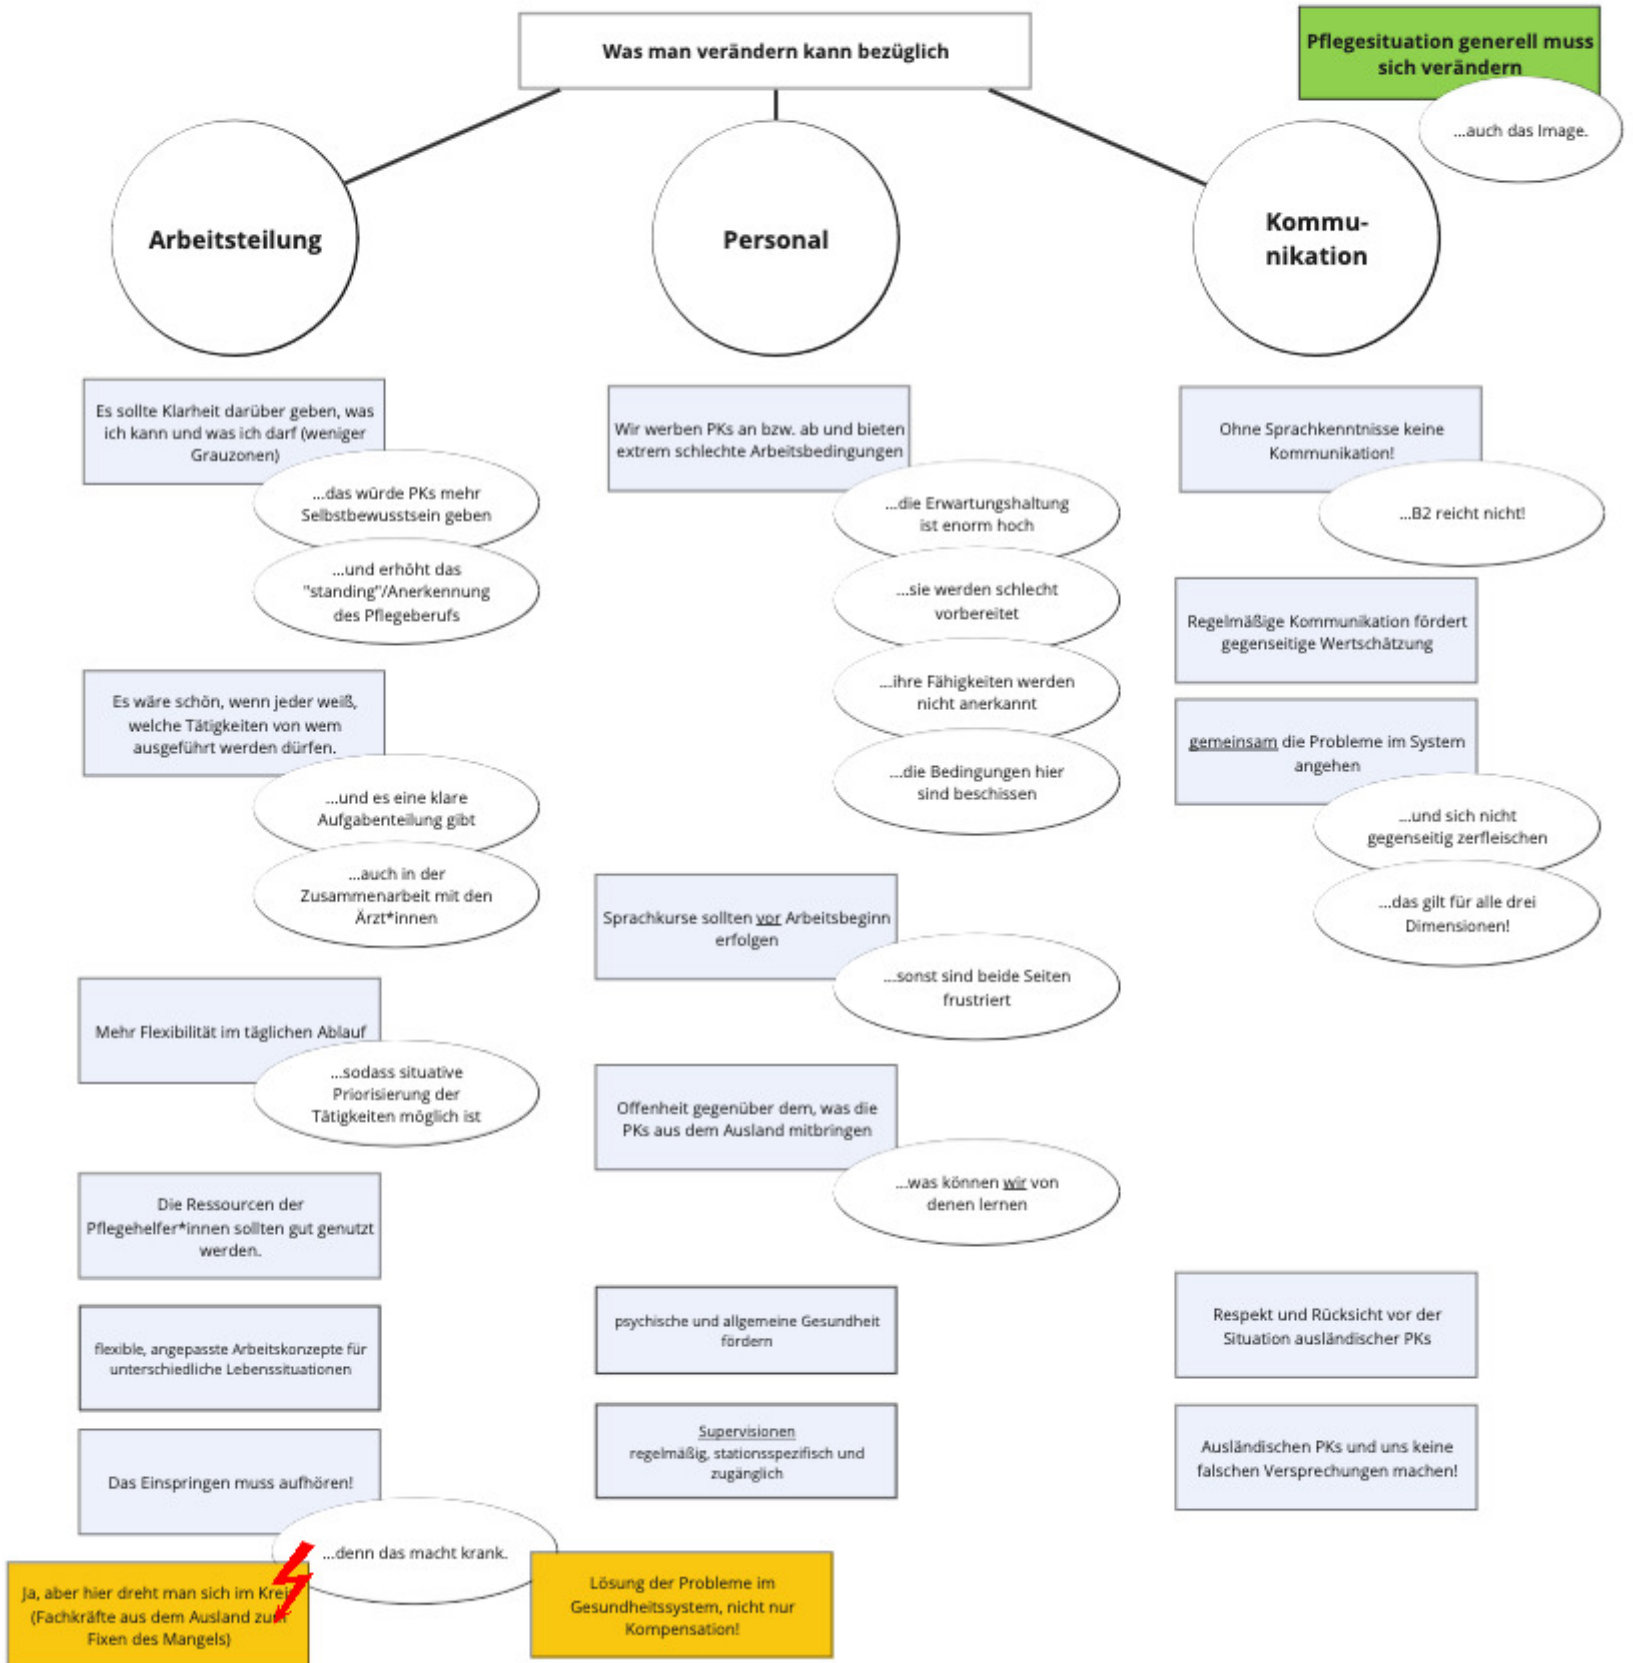 Was man verändern kann bezüglich
Pflegesituation generell muss
sich verändern
...auch das Image.
Arbeitsteilung
Es sollte Klarheit darüber geben, was
ich kann und was ich darf (weniger
Grauzonen)
...das würde PKs mehr
Selbstbewusstsein geben
...und erhöht das
"standing"/Anerkennung
des Pflegeberufs
Es wäre schön, wenn jeder weiß,
welche Tätigkeiten von wem
ausgeführt werden dürfen.
...und es eine klare
Aufgabenteilung gibt
...auch in der
Zusammenarbeit mit den
Ärzt*innen
Mehr Flexibilität im täglichen Ablauf
...sodass situative
Priorisierung der
Tätigkeiten möglich ist
Die Ressourcen der
Pflegehelfer*innen sollten gut genutzt
werden.
flexible, angepasste Arbeitskonzepte für
unterschiedliche Lebenssituationen
Das Einspringen muss aufhören!
...denn das macht krank.
Ja, aber hier dreht man sich im
(Fachkräfte aus dem Ausland
Fixen des Mangels)
Personal
Wir werben PKs an bzw. ab und bieten
extrem schlechte Arbeitsbedingungen
...die Erwartungshaltung
ist enorm hoch
...sie werden schlecht
vorbereitet
...ihre Fähigkeiten werden
nicht anerkannt
...die Bedingungen hier
sind beschissen
Sprachkurse sollten vor Arbeitsbeginn
erfolgen
...sonst sind beide Seiten
frustriert
Offenheit gegenüber dem, was die
PKs aus dem Ausland mitbringen
...was können wir von
denen lernen
psychische und allgemeine Gesundheit
fördern
Supervisionen
regelmäßig, stationsspezifisch und
zugänglich
Lösung der Probleme im
Gesundheitssystem, nicht nur
Kompensation!
Kommu-
nikation
Ohne Sprachkenntnisse keine
Kommunikation!
...B2 reicht nicht!
Regelmäßige Kommunikation fördert
gegenseitige Wertschätzung
gemeinsam die Probleme im System
angehen
...und sich nicht
gegenseitig zerfleischen
...das gilt für alle drei
Dimensionen!
Respekt und Rücksicht vor der
Situation ausländischer PKs
Ausländischen PKs und uns keine
falschen Versprechungen machen!